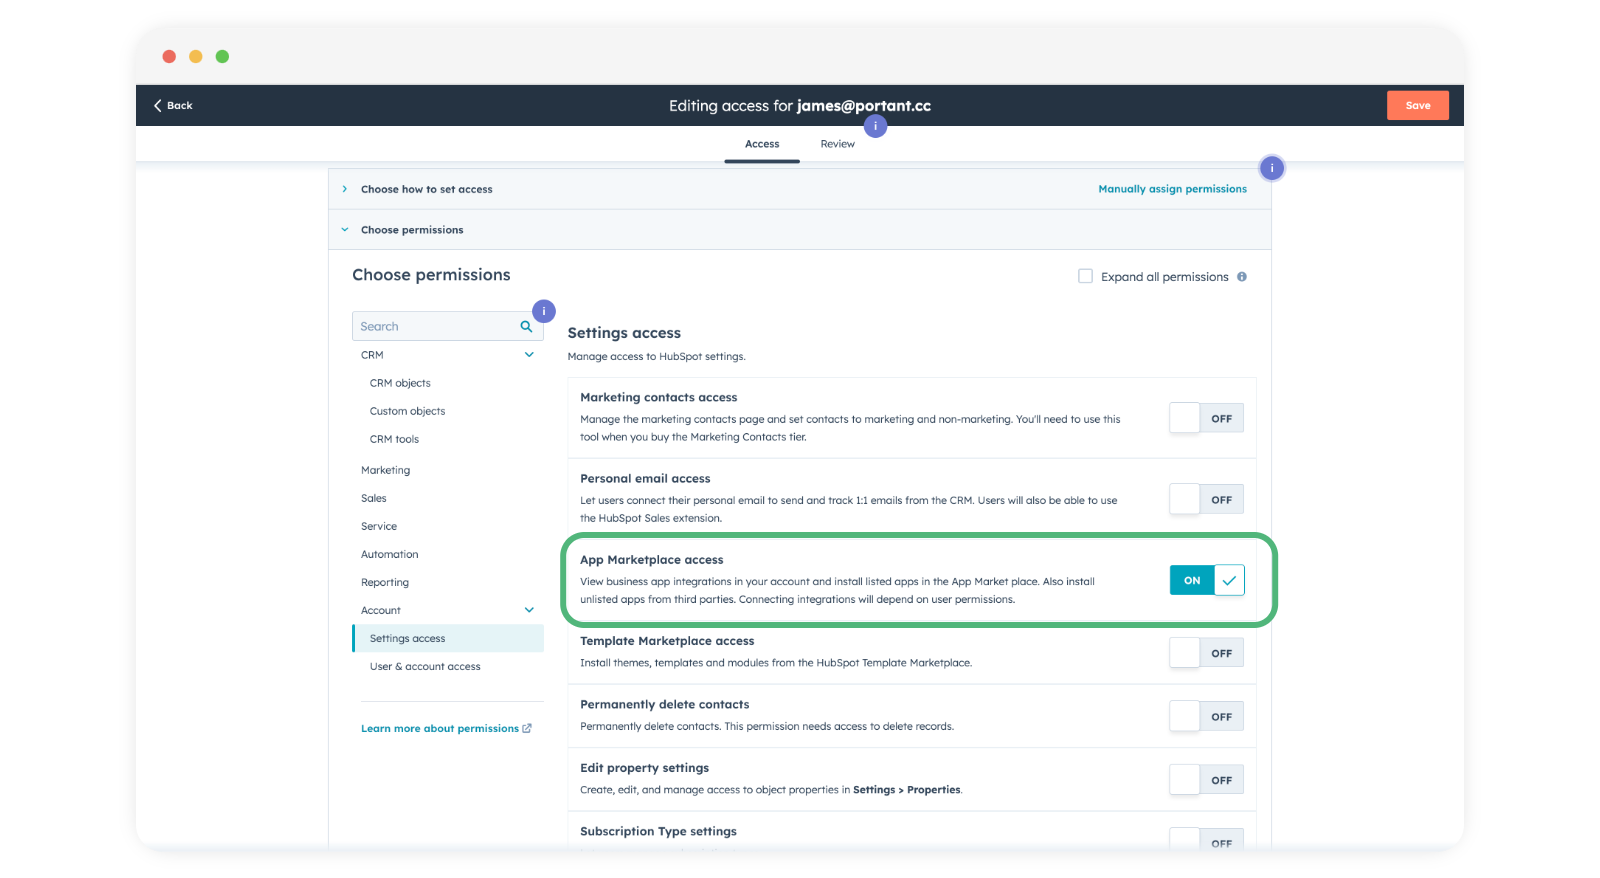 Back
Editing access for james@portant.cc
Save
i
Access
Review
i
Choose how to set access
Manually assign permissions
Choose permissions
Choose permissions
Expand all permissions i
i
Search
CRM
CRM objects
Custom objects
CRM tools
Marketing
Sales
Service
Automation
Reporting
Account
Settings access
User & account access
Learn more about permissions
Settings access
Manage access to HubSpot settings.
Marketing contacts access
Manage the marketing contacts page and set contacts to marketing and non-marketing. You'll need to use this
tool when you buy the Marketing Contacts tier.
OFF
Personal email access
Let users connect their personal email to send and track 1:1 emails from the CRM. Users will also be able to use
the HubSpot Sales extension.
OFF
App Marketplace access
View business app integrations in your account and install listed apps in the App Market place. Also install
unlisted apps from third parties. Connecting integrations will depend on user permissions.
ON
Template Marketplace access
Install themes, templates and modules from the HubSpot Template Marketplace.
OFF
Permanently delete contacts
Permanently delete contacts. This permission needs access to delete records.
OFF
Edit property settings
Create, edit, and manage access to object properties in Settings > Properties.
OFF
Subscription Type settings
OFF